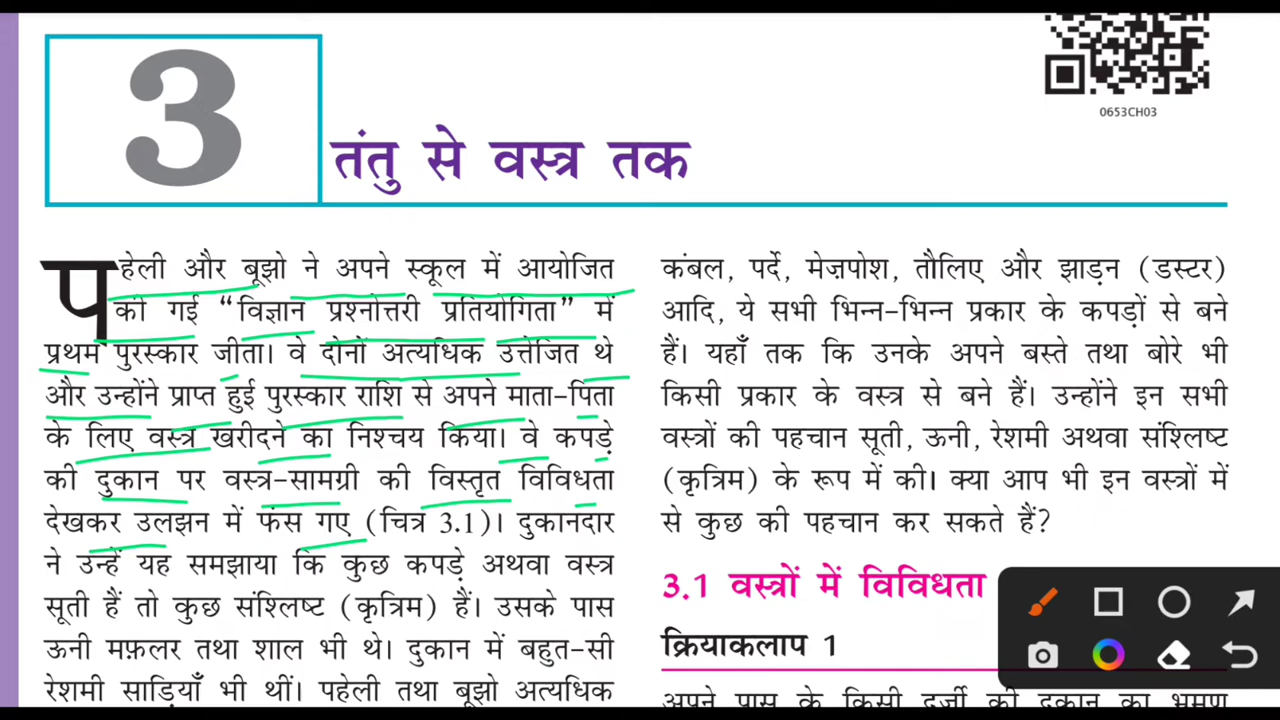 3
0653CH03
तंतु से वस्त्र तक
पहेली और बूझो ने अपने स्कूल में आयोजित
की गई “विज्ञान प्रश्नोत्तरी प्रतियोगिता” में
प्रथम पुरस्कार जीता। वे दोनों अत्यधिक उत्तेजित थे
और उन्होंने प्राप्त हुई पुरस्कार राशि से अपने माता-पिता
के लिए वस्त्र खरीदने का निश्चय किया। वे कपड़े
की दुकान पर वस्त्र-सामग्री की विस्तृत विविधता
देखकर उलझन में फंस गए (चित्र 3.1)। दुकानदार
ने उन्हें यह समझाया कि कुछ कपड़े अथवा वस्त्र
सूती हैं तो कुछ संश्लिष्ट (कृत्रिम) हैं। उसके पास
ऊनी मफ़लर तथा शाल भी थे। दुकान में बहुत-सी
रेशमी साड़ियाँ भी थीं। पहेली तथा बूझो अत्यधिक
कंबल, पर्दे, मेज़पोश, तौलिए और झाड़न (डस्टर)
आदि, ये सभी भिन्न-भिन्न प्रकार के कपड़ों से बने
हैं। यहाँ तक कि उनके अपने बस्ते तथा बोरे भी
किसी प्रकार के वस्त्र से बने हैं। उन्होंने इन सभी
वस्त्रों की पहचान सूती, ऊनी, रेशमी अथवा संश्लिष्ट
(कृत्रिम) के रूप में की। क्या आप भी इन वस्त्रों में
से कुछ की पहचान कर सकते हैं?
3.1 वस्त्रों में विविधता
क्रियाकलाप 1
अपने पास के किसी दर्जी की दुकान का भ्रमण